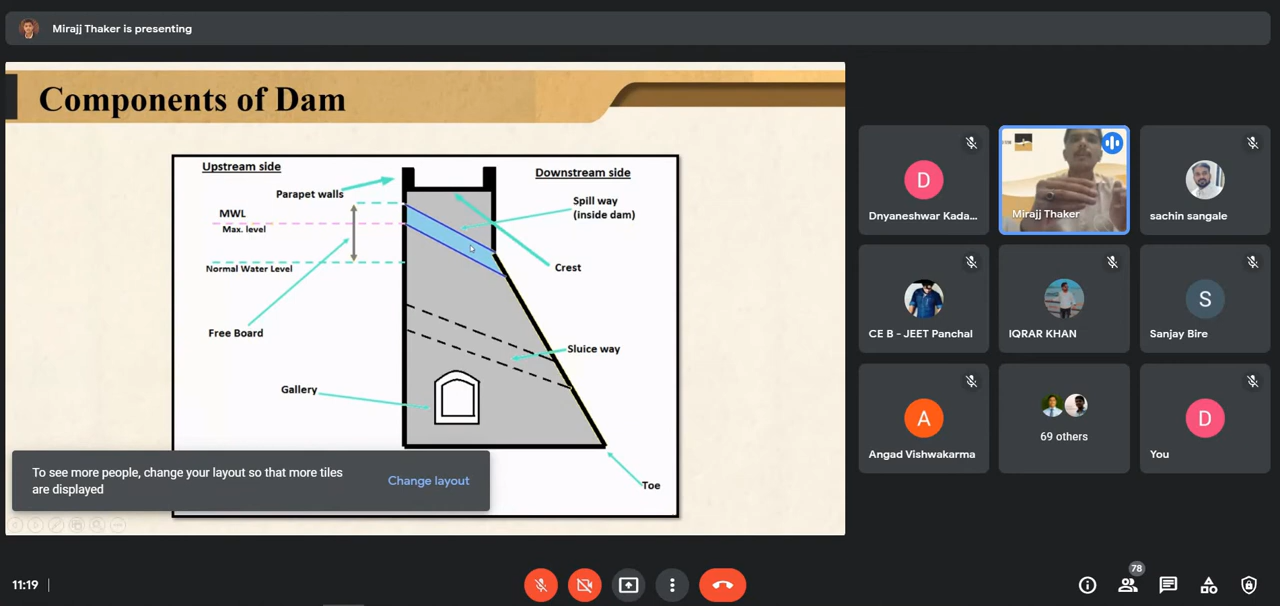 Mirajj Thaker is presenting
Components of Dam
Upstream side
Downstream side
Parapet walls
Spill way
(inside dam)
MWL
Max. level
Crest
Normal Water Level
Free Board
Sluice way
Gallery
Toe
To see more people, change your layout so that more tiles
are displayed
Change layout
D
Dnyaneshwar Kada...
Mirajj Thaker
sachin sangale
CE B - JEET Panchal
IQRAR KHAN
S
Sanjay Bire
A
Angad Vishwakarma
69 others
D
You
11:19
78